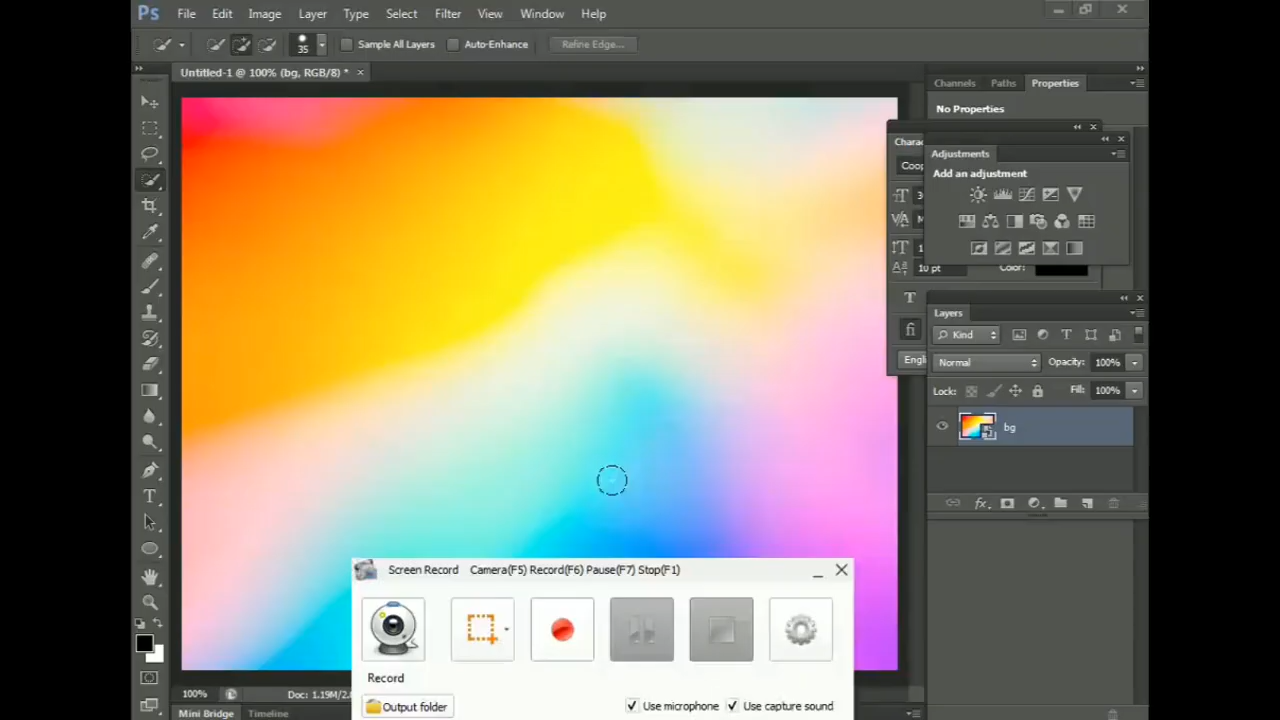 Ps File Edit Image Layer Type Select Filter View Window Help
35 Sample All Layers Auto-Enhance Refine Edge...
Untitled-1 @ 100% (bg, RGB/8) * ×
Channels Paths Properties
No Properties
Adjustments
Add an adjustment
10 pt Color:
Layers
Kind
Normal Opacity: 100%
Lock: Fill: 100%
bg
Screen Record Camera(F5) Record(F6) Pause(F7) Stop(F1)
Record
Output folder
Use microphone Use capture sound
100% Doc: 1.19M/2.
Mini Bridge Timeline